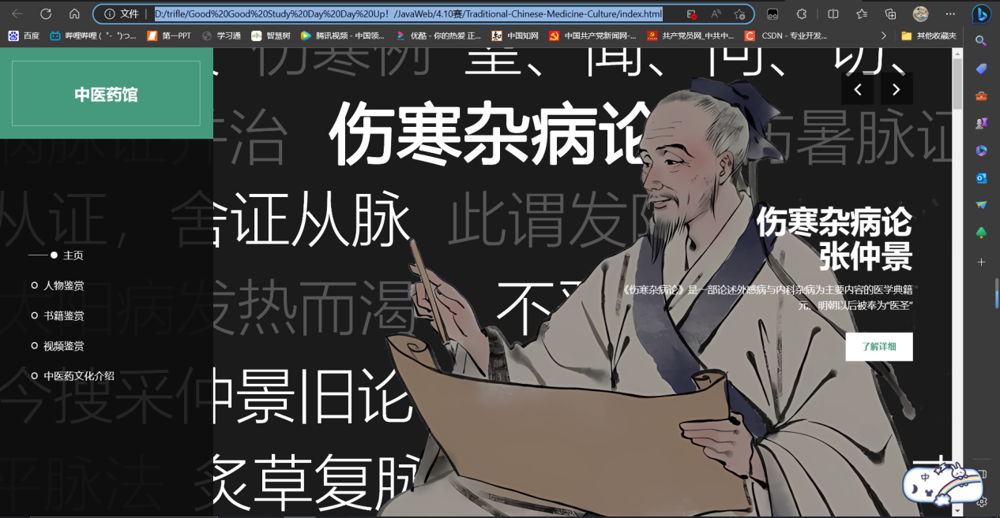 文件
D:/trifle/Good%20Good%20Study%20Day%20Day%20Up！//JavaWeb/4.10赛/Traditional-Chinese-Medicine-Culture/index.html
百度
哔哩哔哩 ( ゜- ゜)つ...
第一PPT
学习通
智慧树
腾讯视频 - 中国领...
优酷 - 你的热爱 正...
中国知网
中国共产党新闻网-...
共产党员网_中共中...
CSDN - 专业开发...
其他收藏夹
中医药馆
伤寒例
望、闻、问、切、
伤寒杂病论
伤暑脉证
治
从证，舍证从脉
此谓发
主页
人物鉴赏
书籍鉴赏
视频鉴赏
中医药文化介绍
病发热而渴
不
今搜采仲景旧论
平脉法
炙草复脉
伤寒杂病论
张仲景
《伤寒杂病论》是一部论述外感病与内科杂病为主要内容的医学典籍
元、明朝以后被奉为“医圣”
了解详细
中